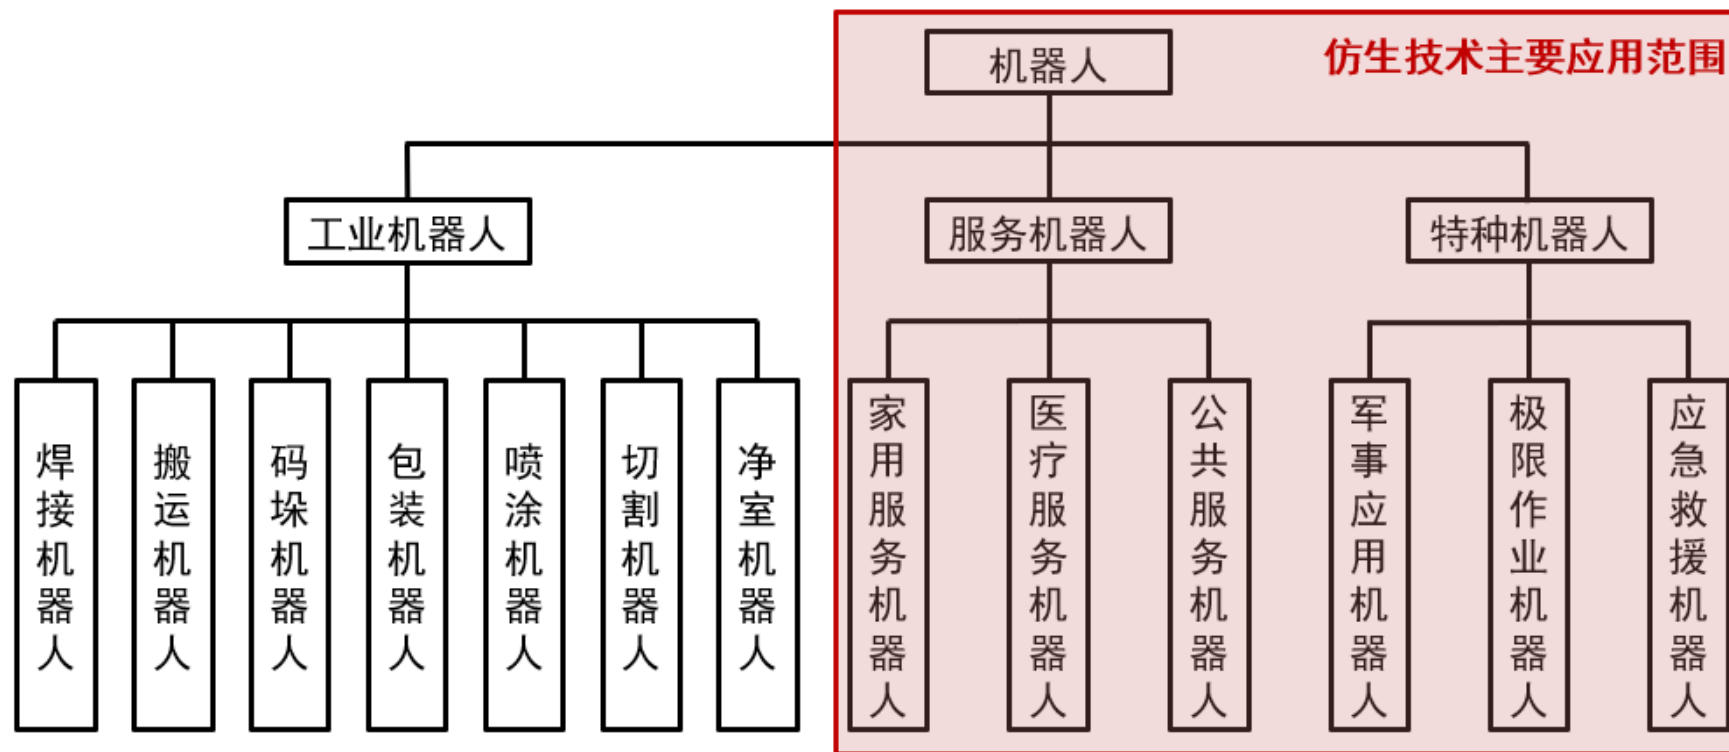 机器人
仿生技术主要应用范围
工业机器人
服务机器人
特种机器人
焊接机器人
搬运机器人
码垛机器人
包装机器人
喷涂机器人
切割机器人
净室机器人
家用服务机器人
医疗服务机器人
公共服务机器人
军事应用机器人
极限作业机器人
应急救援机器人